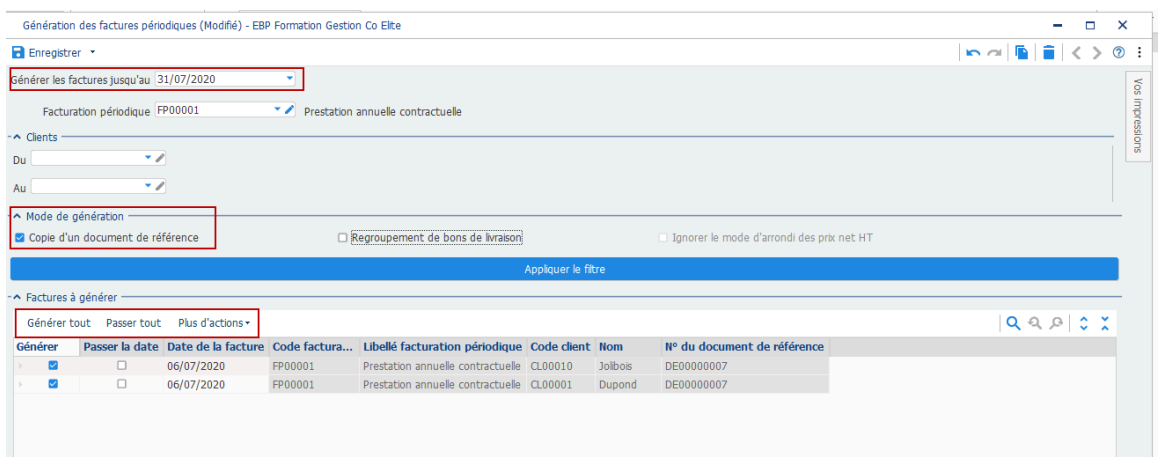 Génération des factures périodiques (Modifié) - EBP Formation Gestion Co Elite
Enregistrer
Générer les factures jusqu'au 31/07/2020
Facturation périodique FP00001 Prestation annuelle contractuelle
Clients
Du
Au
Mode de génération
Copie d'un document de référence Regroupement de bons de livraison Ignorer le mode d'arrondi des prix net HT
Appliquer le filtre
Factures à générer
Générer tout Passer tout Plus d'actions
Générer Passer la date Date de la facture Code factura... Libellé facturation périodique Code client Nom N° du document de référence
06/07/2020 FP00001 Prestation annuelle contractuelle CL00010 Jolibois DE00000007
06/07/2020 FP00001 Prestation annuelle contractuelle CL00001 Dupond DE00000007
Vos impressions